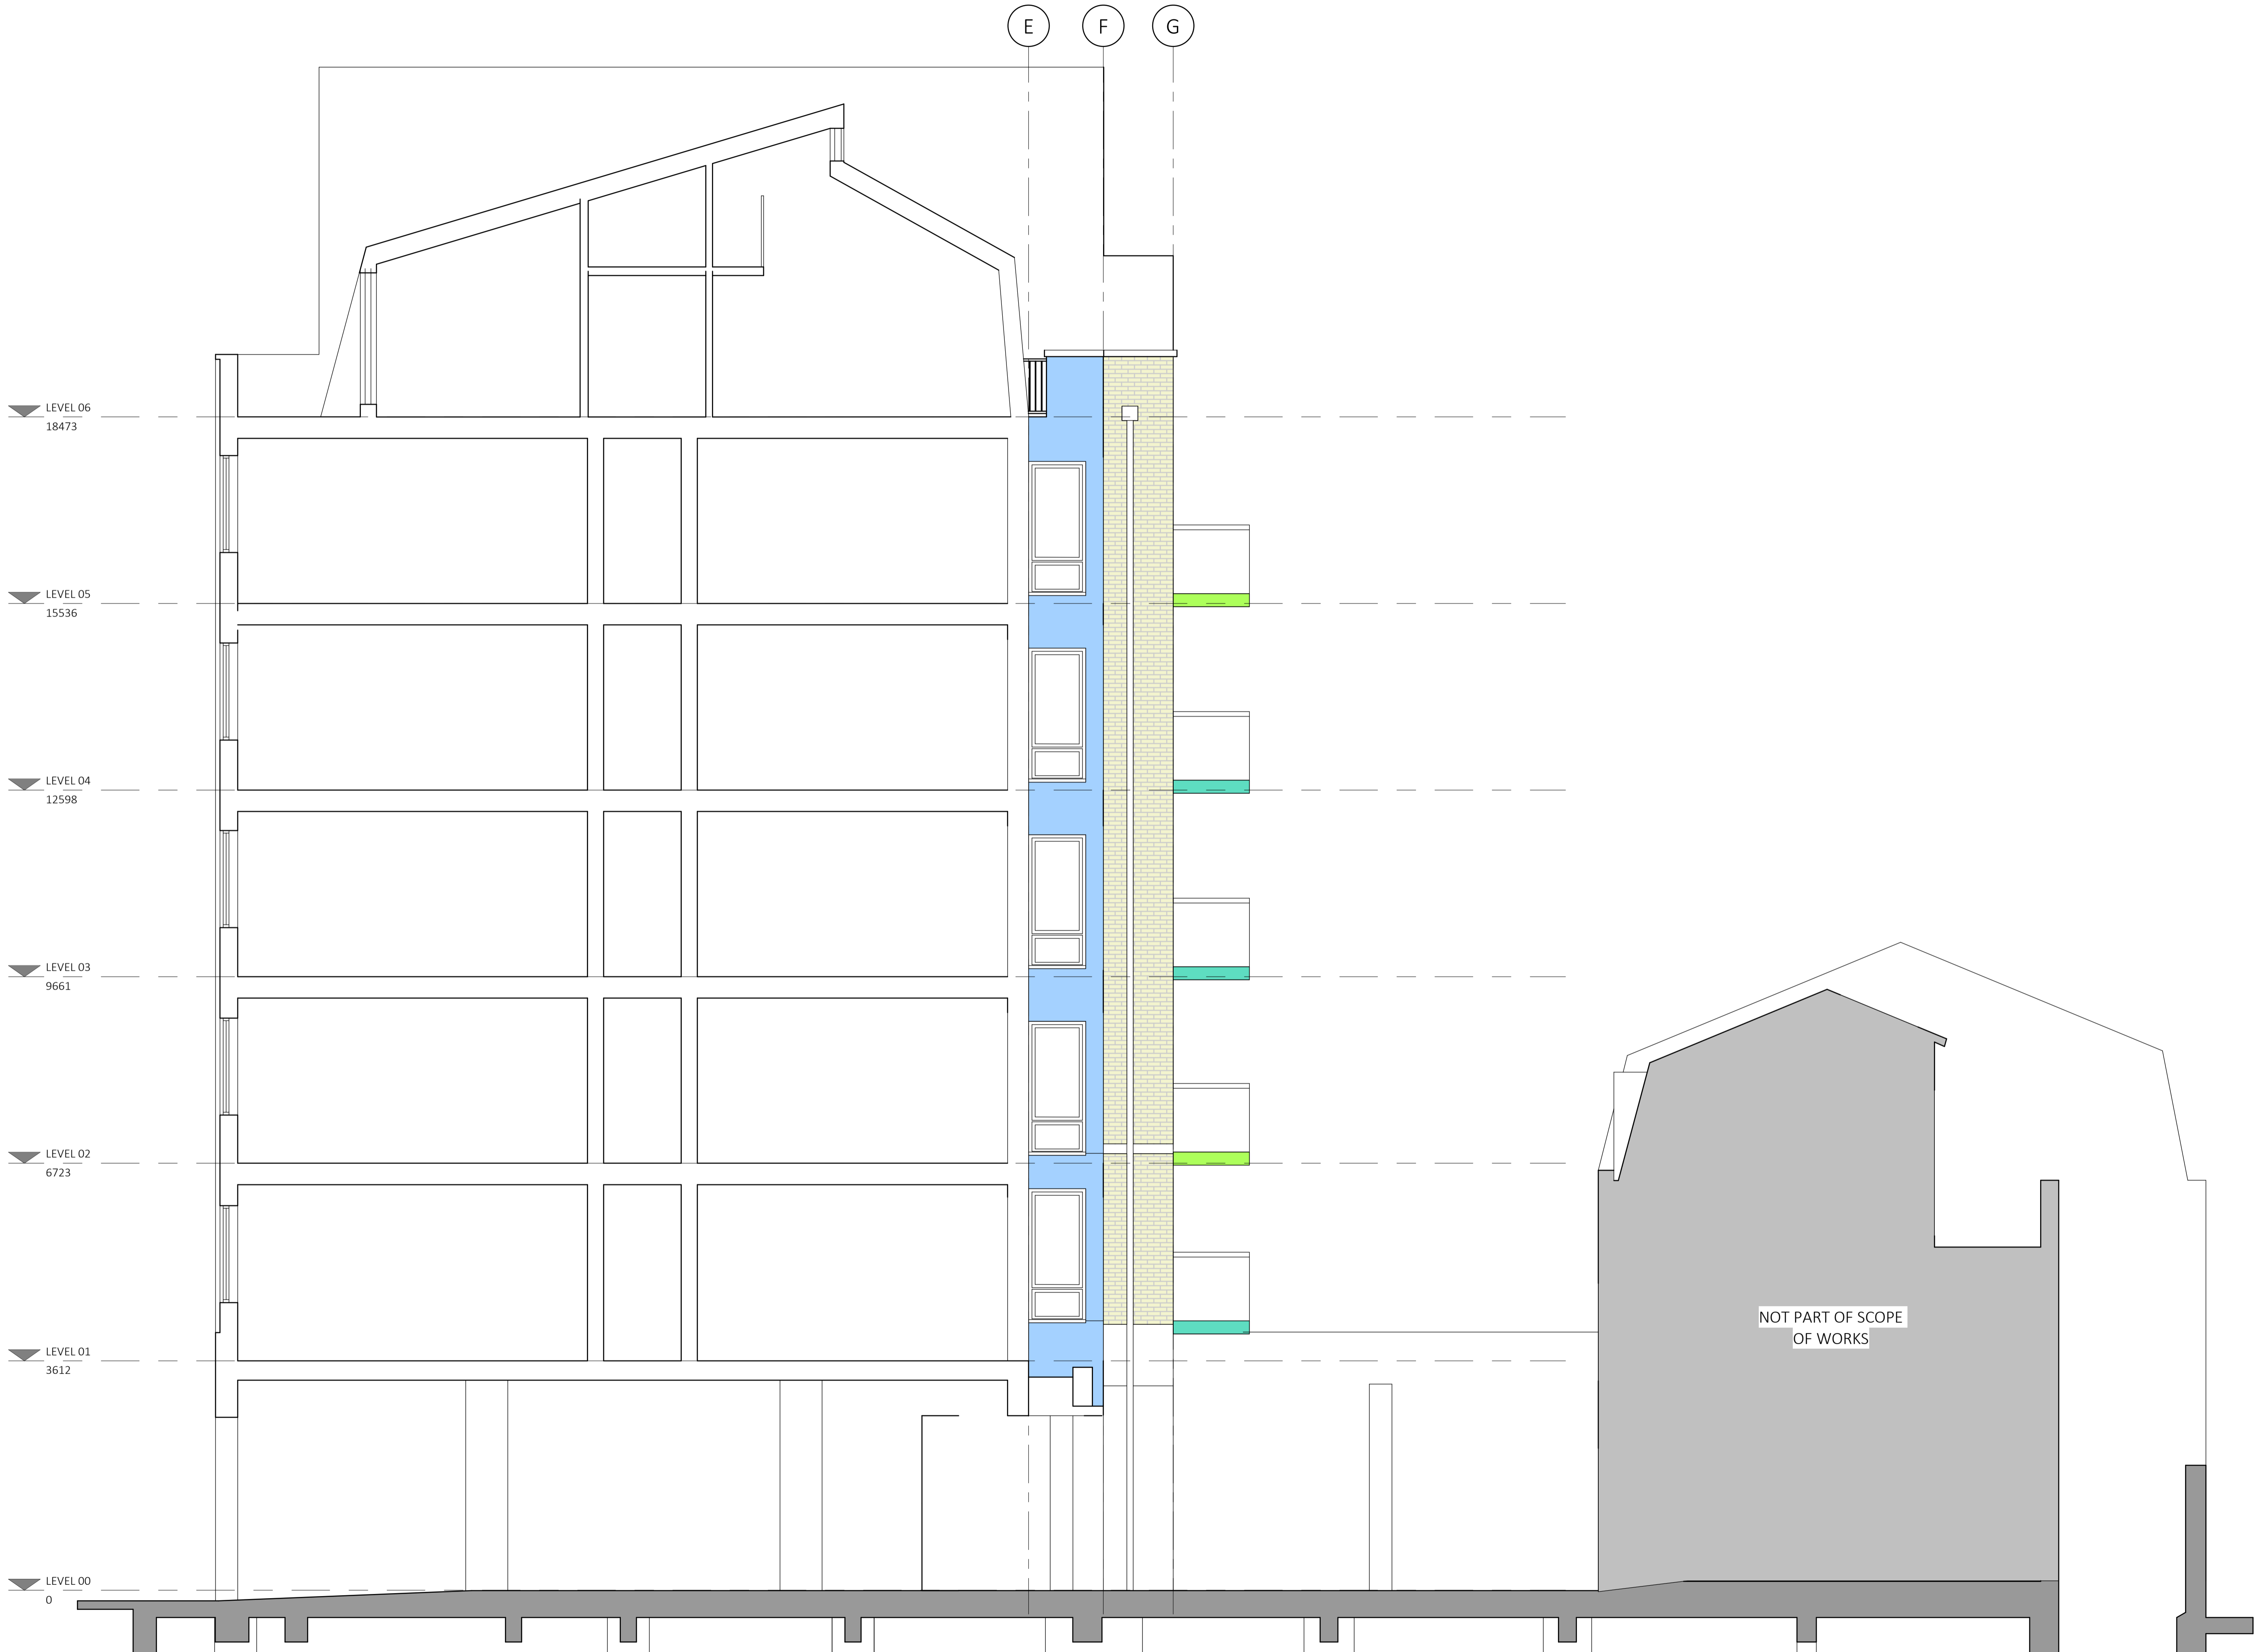 E
F
G
LEVEL 06
18473
LEVEL 05
15536
LEVEL 04
12598
LEVEL 03
9661
LEVEL 02
6723
LEVEL 01
3612
LEVEL 00
0
NOT PART OF SCOPE
OF WORKS